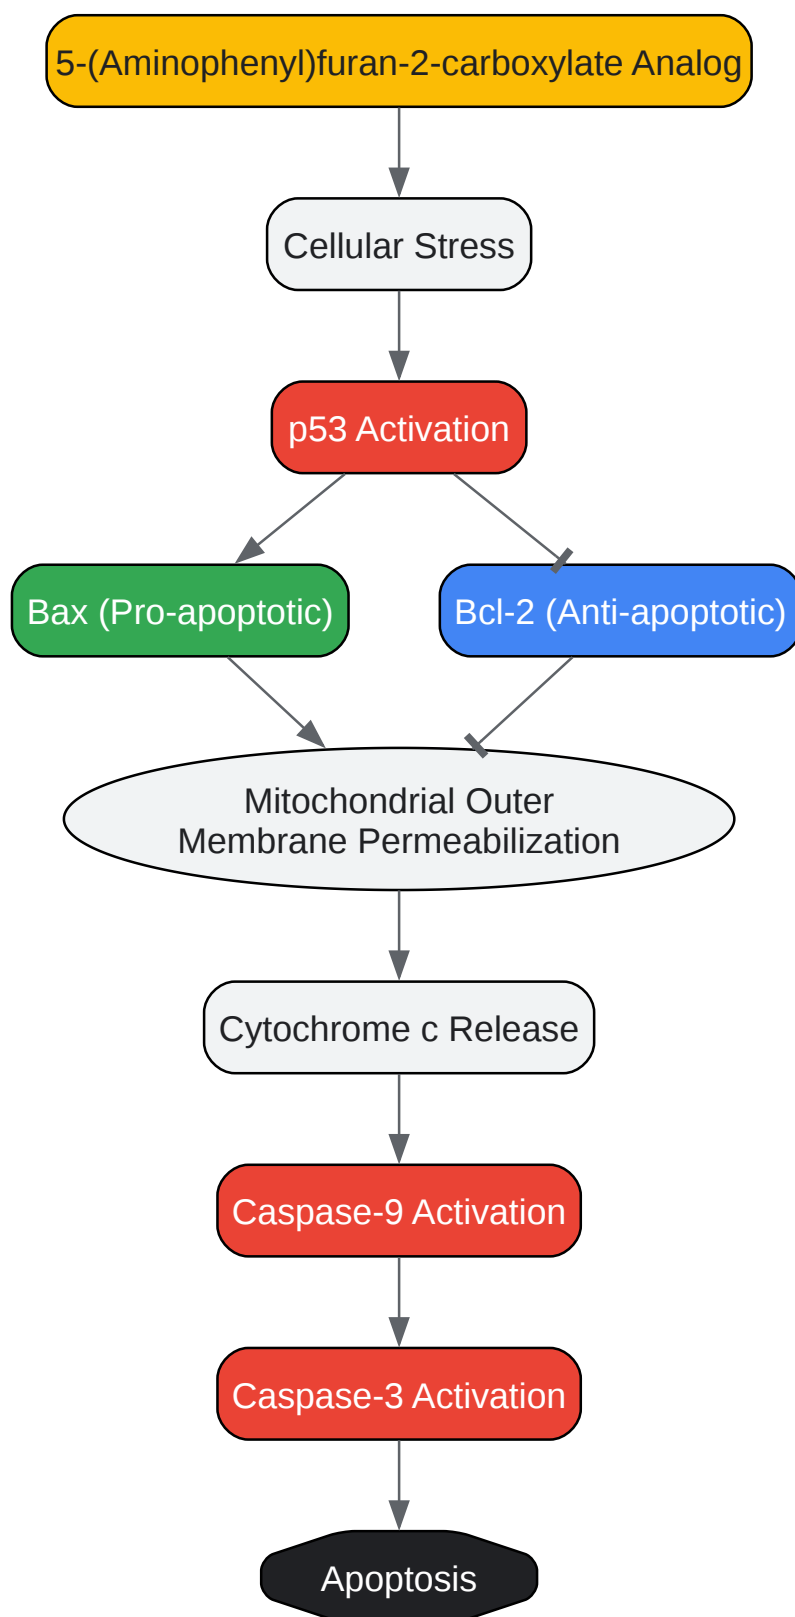 5-(Aminophenyl)furan-2-carboxylate Analog
Cellular Stress
p53 Activation
Bax (Pro-apoptotic)
Bcl-2 (Anti-apoptotic)
Mitochondrial Outer
Membrane Permeabilization
Cytochrome c Release
Caspase-9 Activation
Caspase-3 Activation
Apoptosis